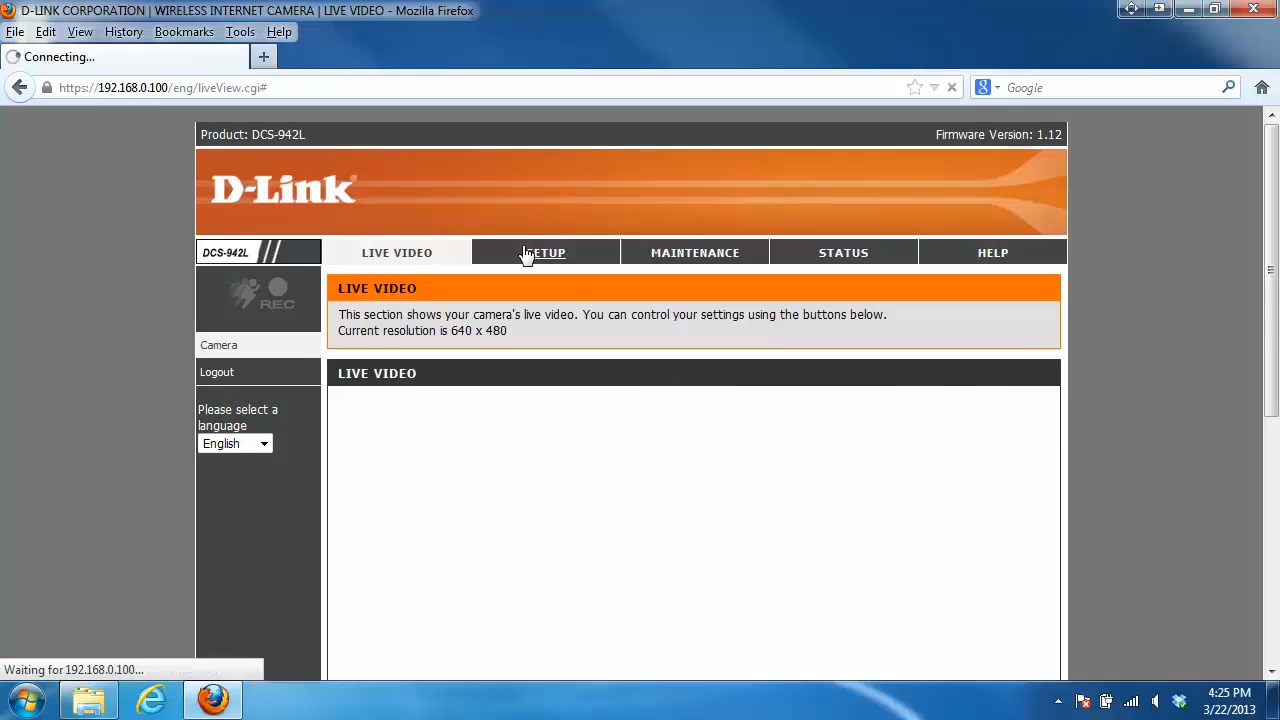 D-LINK CORPORATION | WIRELESS INTERNET CAMERA | LIVE VIDEO - Mozilla Firefox
File Edit View History Bookmarks Tools Help
Connecting...
https://192.168.0.100/eng/liveView.cgi#
Google
Product: DCS-942L
Firmware Version: 1.12
D-Link
DCS-942L
LIVE VIDEO
SETUP
MAINTENANCE
STATUS
HELP
REC
Camera
Logout
Please select a
language
English
LIVE VIDEO
This section shows your camera's live video. You can control your settings using the buttons below.
Current resolution is 640 x 480
LIVE VIDEO
Waiting for 192.168.0.100...
4:25 PM
3/22/2013